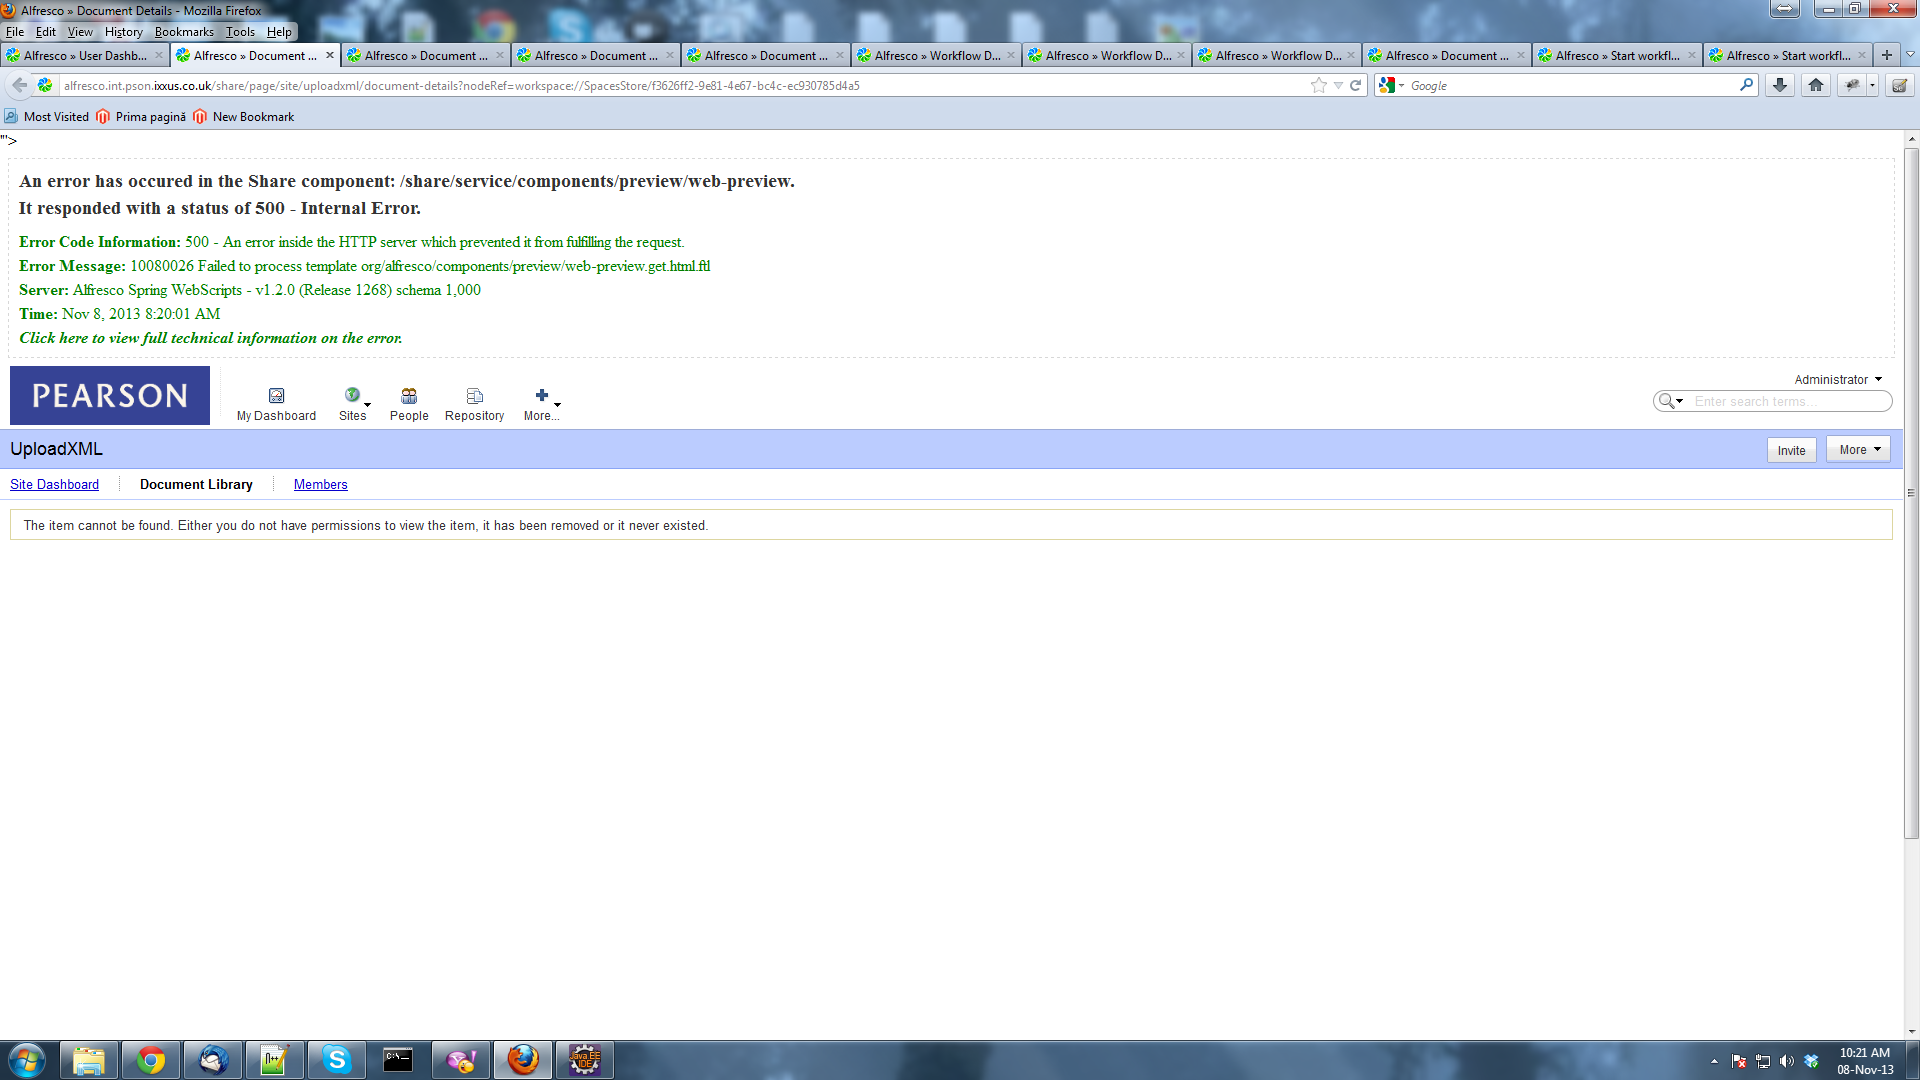 Alfresco » Document Details - Mozilla Firefox
File Edit View History Bookmarks Tools Help
Alfresco » User Dashb... Alfresco » Document ... Alfresco » Document ... Alfresco » Document ... Alfresco » Document ... Alfresco » Workflow D... Alfresco » Workflow D... Alfresco » Workflow D... Alfresco » Document ... Alfresco » Start workfl... Alfresco » Start workfl...
alfresco.int.pson.ixxus.co.uk/share/page/site/uploadxml/document-details?nodeRef=workspace://SpacesStore/f3626ff2-9e81-4e67-bc4c-ec930785d4a5 Google
Most Visited Prima pagină New Bookmark
"'>
An error has occured in the Share component: /share/service/components/preview/web-preview.
It responded with a status of 500 - Internal Error.
Error Code Information: 500 - An error inside the HTTP server which prevented it from fulfilling the request.
Error Message: 10080026 Failed to process template org/alfresco/components/preview/web-preview.get.html.ftl
Server: Alfresco Spring WebScripts - v1.2.0 (Release 1268) schema 1,000
Time: Nov 8, 2013 8:20:01 AM
Click here to view full technical information on the error.
PEARSON
My Dashboard Sites People Repository More...
Administrator
Enter search terms...
UploadXML
Invite More
Site Dashboard Document Library Members
The item cannot be found. Either you do not have permissions to view the item, it has been removed or it never existed.
Java EE
IDE
C:\_
10:21 AM
08-Nov-13